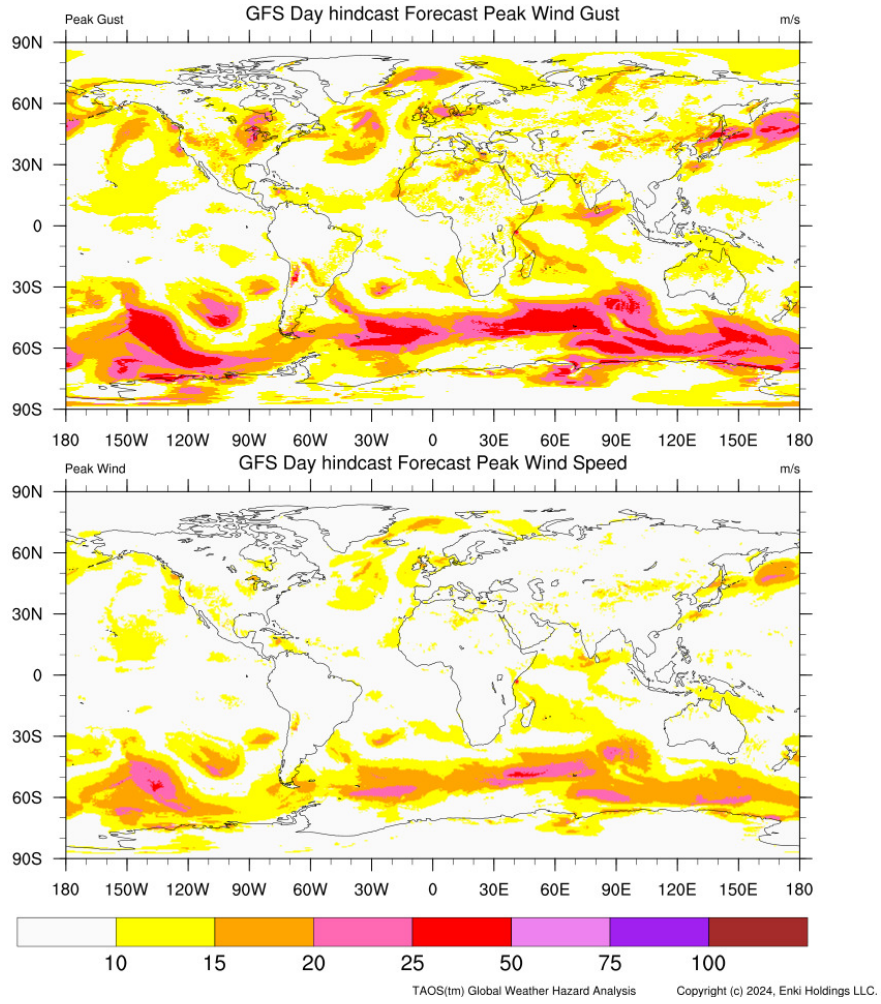 GFS Day hindcast Forecast Peak Wind Gust
Peak Gust
m/s
90N
60N
30N
0
30S
60S
90S
180 150W 120W 90W 60W 30W 0 30E 60E 90E 120E 150E 180
GFS Day hindcast Forecast Peak Wind Speed
Peak Wind
m/s
90N
60N
30N
0
30S
60S
90S
180 150W 120W 90W 60W 30W 0 30E 60E 90E 120E 150E 180
10 15 20 25 50 75 100
TAOS(tm) Global Weather Hazard Analysis Copyright (c) 2024, Enki Holdings LLC.